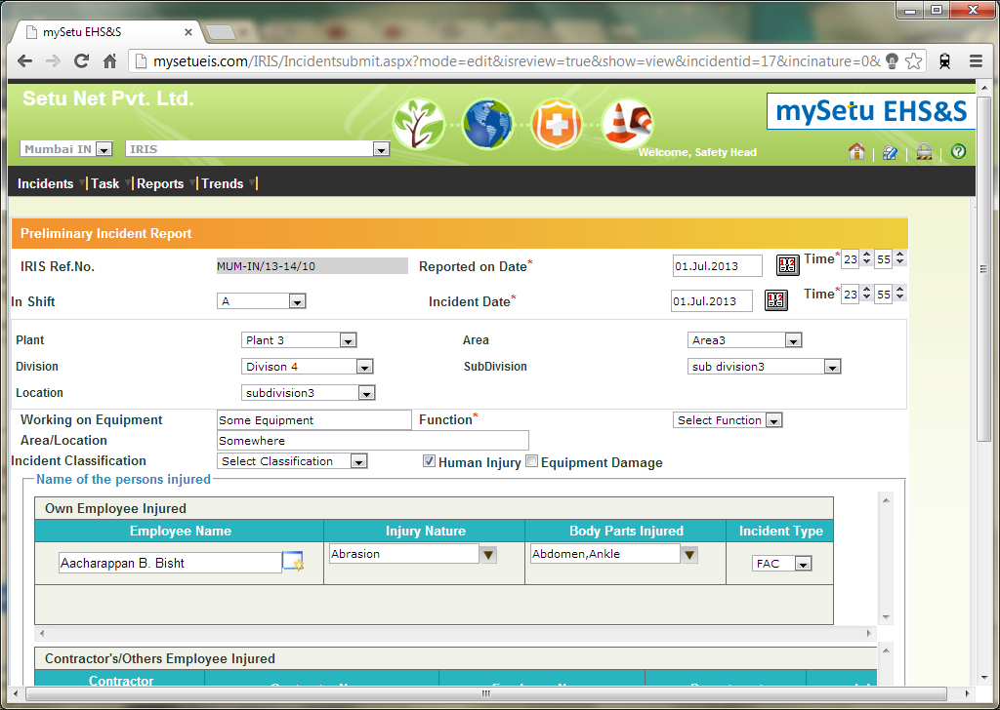 mySetu EHS&S
mysetueis.com/IRIS/Incidentsubmit.aspx?mode=edit&isreview=true&show=view&incidentid=17&incinature=0&
Setu Net Pvt. Ltd.
mySetu EHS&S
Mumbai IN IRIS
Welcome, Safety Head
Incidents Task Reports Trends
Preliminary Incident Report
IRIS Ref.No. MUM-IN/13-14/10 Reported on Date* 01.Jul.2013 Time* 23 55
In Shift A Incident Date* 01.Jul.2013 Time* 23 55
Plant Plant 3 Area Area3
Division Divison 4 SubDivision sub division3
Location subdivision3
Working on Equipment Some Equipment Function* Select Function
Area/Location Somewhere
Incident Classification Select Classification Human Injury Equipment Damage
Name of the persons injured
Own Employee Injured
Employee Name Injury Nature Body Parts Injured Incident Type
Aacharappan B. Bisht Abrasion Abdomen,Ankle FAC
Contractor's/Others Employee Injured
Contractor